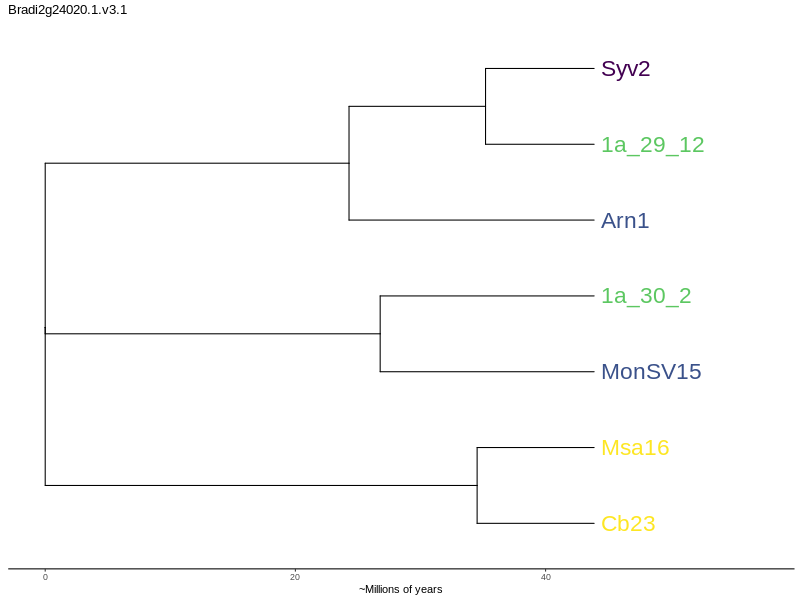 Bradi2g24020.1.v3.1
Syv2
1a_29_12
Arn1
1a_30_2
MonSV15
Msa16
Cb23
0 20 40
~Millions of years